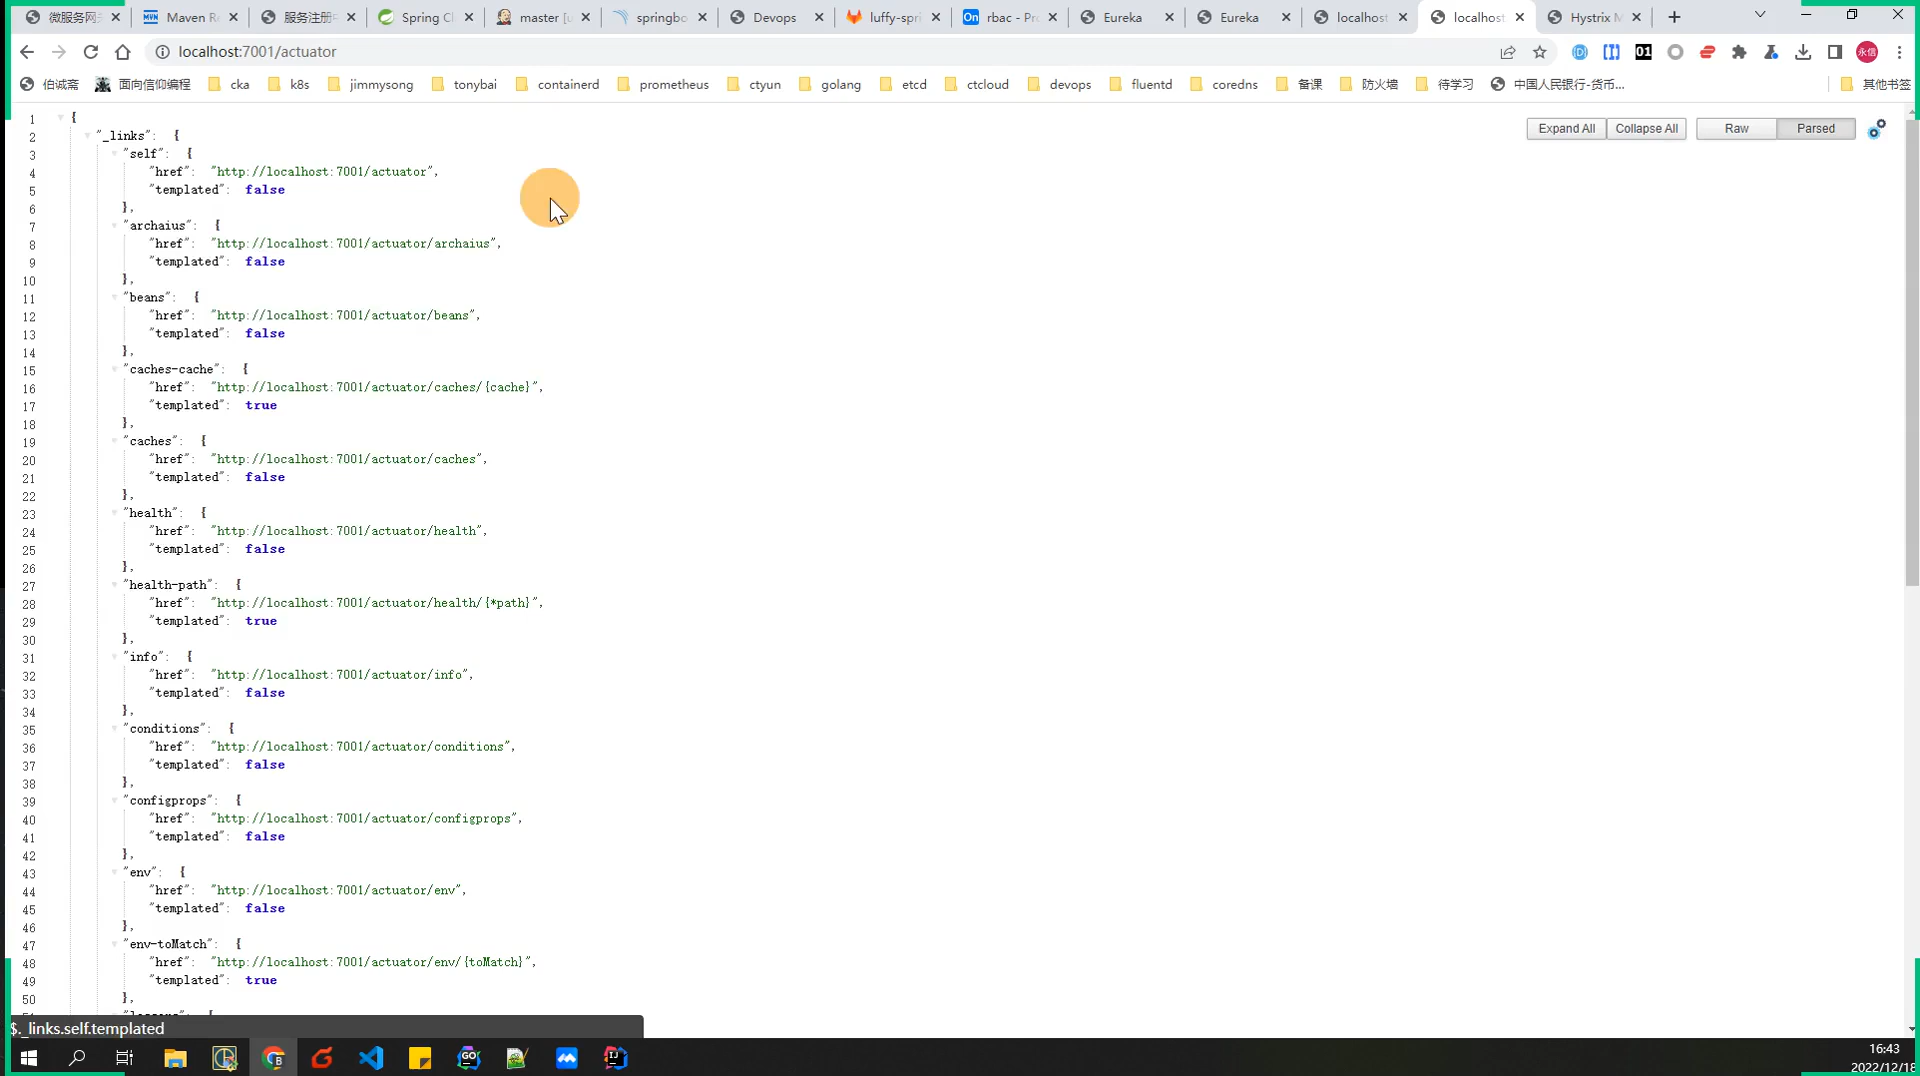 微服务网关 Maven Re 服务注册中 Spring Cl master [u springbo Devops luffy-spri rbac - Pr Eureka Eureka localhost localhost Hystrix M
localhost:7001/actuator
伯诚斋 面向信仰编程 cka k8s jimmysong tonybai containerd prometheus ctyun golang etcd ctcloud devops fluentd coredns 备课 防火墙 待学习 中国人民银行-货币... 其他书签
Expand All Collapse All Raw Parsed
1 {
2 "_links": {
3 "self": {
4 "href": "http://localhost:7001/actuator",
5 "templated": false
6 },
7 "archaius": {
8 "href": "http://localhost:7001/actuator/archaius",
9 "templated": false
10 },
11 "beans": {
12 "href": "http://localhost:7001/actuator/beans",
13 "templated": false
14 },
15 "caches-cache": {
16 "href": "http://localhost:7001/actuator/caches/{cache}",
17 "templated": true
18 },
19 "caches": {
20 "href": "http://localhost:7001/actuator/caches",
21 "templated": false
22 },
23 "health": {
24 "href": "http://localhost:7001/actuator/health",
25 "templated": false
26 },
27 "health-path": {
28 "href": "http://localhost:7001/actuator/health/{*path}",
29 "templated": true
30 },
31 "info": {
32 "href": "http://localhost:7001/actuator/info",
33 "templated": false
34 },
35 "conditions": {
36 "href": "http://localhost:7001/actuator/conditions",
37 "templated": false
38 },
39 "configprops": {
40 "href": "http://localhost:7001/actuator/configprops",
41 "templated": false
42 },
43 "env": {
44 "href": "http://localhost:7001/actuator/env",
45 "templated": false
46 },
47 "env-toMatch": {
48 "href": "http://localhost:7001/actuator/env/{toMatch}",
49 "templated": true
50 },
$._links.self.templated
16:43
2022/12/18